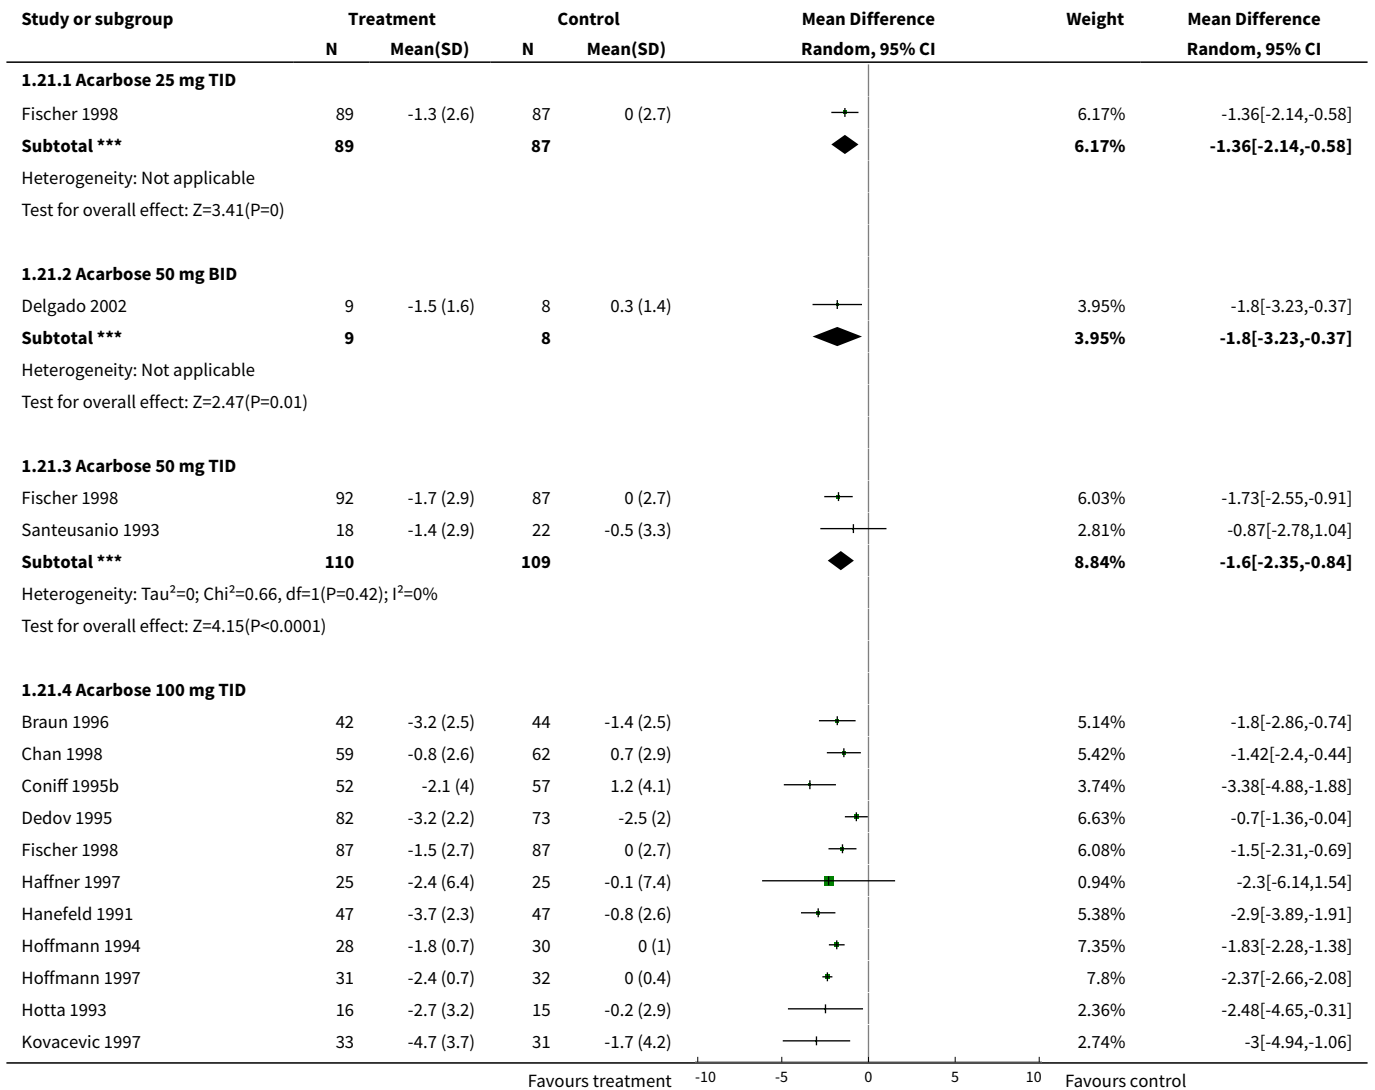 Study or subgroup Treatment Control Mean Difference Weight Mean Difference
N Mean(SD) N Mean(SD) Random, 95% CI Random, 95% CI
1.21.1 Acarbose 25 mg TID
Fischer 1998 89 -1.3 (2.6) 87 0 (2.7) 6.17% -1.36[-2.14,-0.58]
Subtotal *** 89 87 6.17% -1.36[-2.14,-0.58]
Heterogeneity: Not applicable
Test for overall effect: Z=3.41(P=0)
1.21.2 Acarbose 50 mg BID
Delgado 2002 9 -1.5 (1.6) 8 0.3 (1.4) 3.95% -1.8[-3.23,-0.37]
Subtotal *** 9 8 3.95% -1.8[-3.23,-0.37]
Heterogeneity: Not applicable
Test for overall effect: Z=2.47(P=0.01)
1.21.3 Acarbose 50 mg TID
Fischer 1998 92 -1.7 (2.9) 87 0 (2.7) 6.03% -1.73[-2.55,-0.91]
Santeusanio 1993 18 -1.4 (2.9) 22 -0.5 (3.3) 2.81% -0.87[-2.78,1.04]
Subtotal *** 110 109 8.84% -1.6[-2.35,-0.84]
Heterogeneity: Tau²=0; Chi²=0.66, df=1(P=0.42); I²=0%
Test for overall effect: Z=4.15(P<0.0001)
1.21.4 Acarbose 100 mg TID
Braun 1996 42 -3.2 (2.5) 44 -1.4 (2.5) 5.14% -1.8[-2.86,-0.74]
Chan 1998 59 -0.8 (2.6) 62 0.7 (2.9) 5.42% -1.42[-2.4,-0.44]
Coniff 1995b 52 -2.1 (4) 57 1.2 (4.1) 3.74% -3.38[-4.88,-1.88]
Dedov 1995 82 -3.2 (2.2) 73 -2.5 (2) 6.63% -0.7[-1.36,-0.04]
Fischer 1998 87 -1.5 (2.7) 87 0 (2.7) 6.08% -1.5[-2.31,-0.69]
Haffner 1997 25 -2.4 (6.4) 25 -0.1 (7.4) 0.94% -2.3[-6.14,1.54]
Hanefeld 1991 47 -3.7 (2.3) 47 -0.8 (2.6) 5.38% -2.9[-3.89,-1.91]
Hoffmann 1994 28 -1.8 (0.7) 30 0 (1) 7.35% -1.83[-2.28,-1.38]
Hoffmann 1997 31 -2.4 (0.7) 32 0 (0.4) 7.8% -2.37[-2.66,-2.08]
Hotta 1993 16 -2.7 (3.2) 15 -0.2 (2.9) 2.36% -2.48[-4.65,-0.31]
Kovacevic 1997 33 -4.7 (3.7) 31 -1.7 (4.2) 2.74% -3[-4.94,-1.06]
Favours treatment -10 -5 0 5 10 Favours control